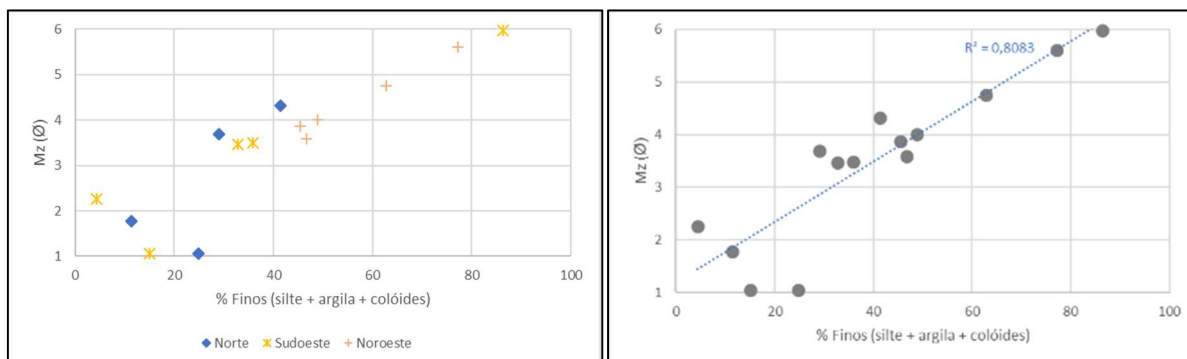 6
5
4
3
2
1
Mz (Ø)
0 20 40 60 80 100
% Finos (silte + argila + colóides)
Norte Sudoeste Noroeste
6
5
4
3
2
1
Mz (Ø)
R² = 0,8083
0 20 40 60 80 100
% Finos (silte + argila + colóides)